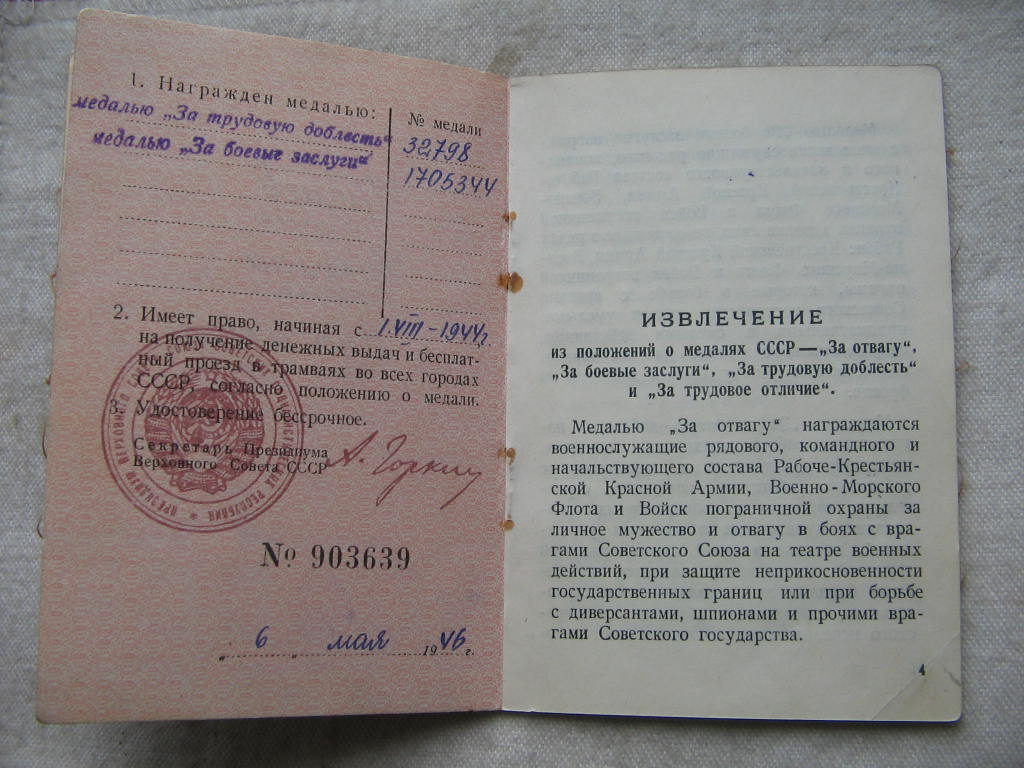 1. Награжден медалью:
№ медали
медалью „За трудовую доблесть"
32798
медалью „За боевые заслуги"
1705344
2. Имеет право, начиная с 1.VIII-1944г.
на получение денежных выдач и бесплат-
ный проезд в трамваях во всех городах
СССР, согласно положению о медали.
3. Удостоверение бессрочное.
Секретарь Президиума
Верховного Совета СССР
А. Горкин
№ 903639
„6" мая 1946 г.
ИЗВЛЕЧЕНИЕ
из положений о медалях СССР—„За отвагу",
„За боевые заслуги", „За трудовую доблесть"
и „За трудовое отличие".
Медалью „За отвагу" награждаются
военнослужащие рядового, командного и
начальствующего состава Рабоче-Крестьян-
ской Красной Армии, Военно-Морского
Флота и Войск пограничной охраны за
личное мужество и отвагу в боях с вра-
гами Советского Союза на театре военных
действий, при защите неприкосновенности
государственных границ или при борьбе
с диверсантами, шпионами и прочими вра-
гами Советского государства.
4